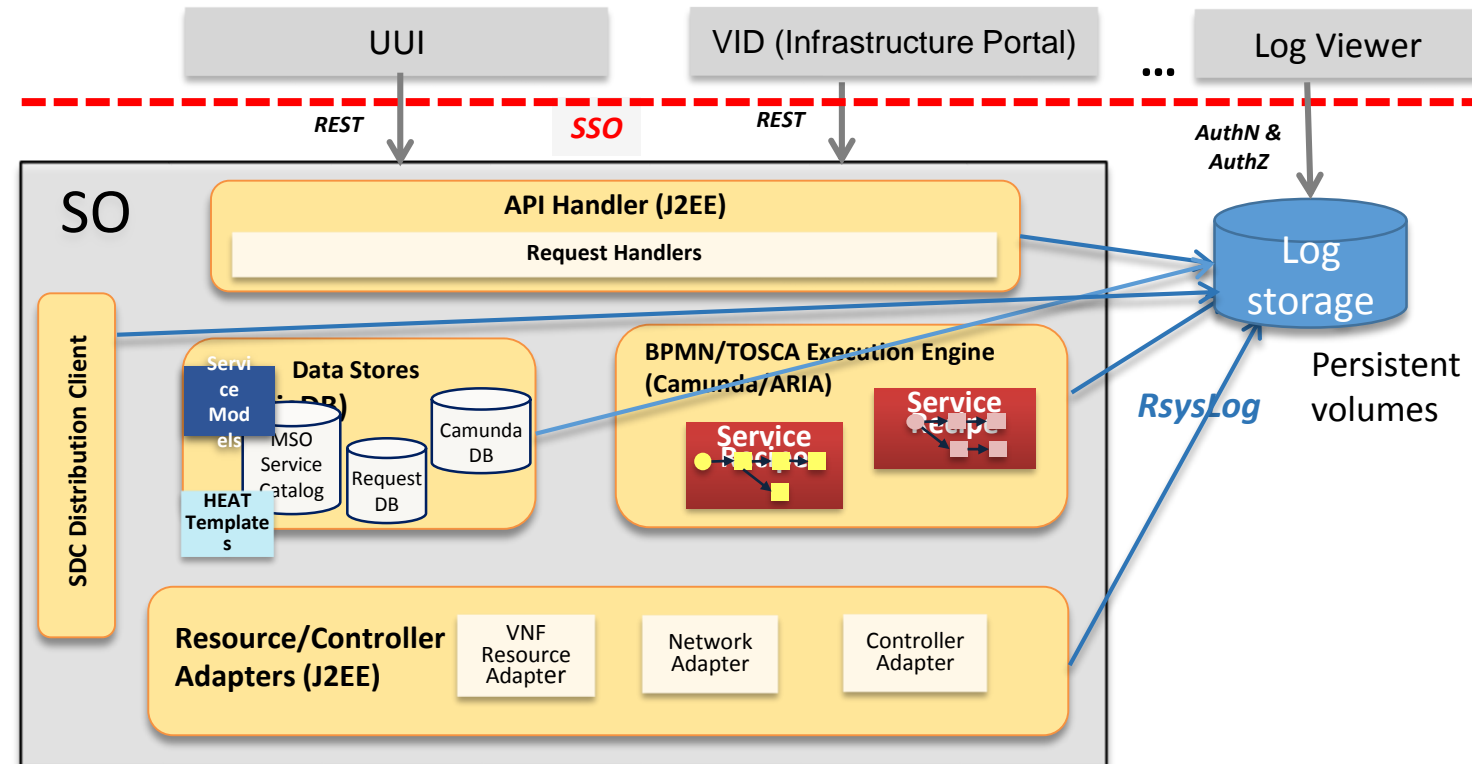 UUI
VID (Infrastructure Portal)
...
Log Viewer
REST
SSO
REST
AuthN &
AuthZ
SO
API Handler (J2EE)
Request Handlers
Log
storage
Persistent
volumes
RsysLog
SDC Distribution Client
Servi
ce
Mod
els
Data Stores
DB)
MSO
Service
Catalog
Request
DB
Camunda
DB
HEAT
Template
s
BPMN/TOSCA Execution Engine
(Camunda/ARIA)
Service
Recipe
Service
Recipe
Resource/Controller
Adapters (J2EE)
VNF
Resource
Adapter
Network
Adapter
Controller
Adapter